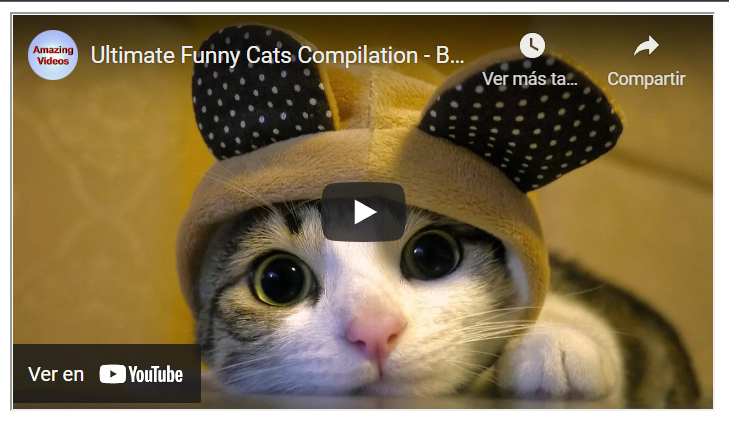 Amazing
Videos
Ultimate Funny Cats Compilation - B...
Ver más ta...
Compartir
Ver en YouTube